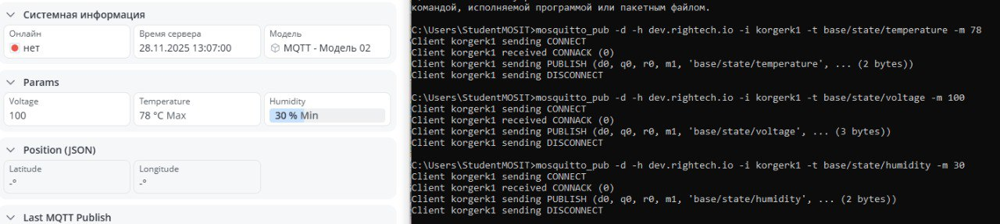 Системная информация
Онлайн
нет
Время сервера
28.11.2025 13:07:00
Модель
MQTT - Модель 02
Params
Voltage
100
Temperature
78 °C Max
Humidity
30 % Min
Position (JSON)
Latitude
-°
Longitude
-°
Last MQTT Publish
командой, исполняемой программой или пакетным файлом.
C:\Users\StudentMOSIT>mosquitto_pub -d -h dev.rightech.io -i korgerk1 -t base/state/temperature -m 78
Client korgerk1 sending CONNECT
Client korgerk1 received CONNACK (0)
Client korgerk1 sending PUBLISH (d0, q0, r0, m1, 'base/state/temperature', ... (2 bytes))
Client korgerk1 sending DISCONNECT
C:\Users\StudentMOSIT>mosquitto_pub -d -h dev.rightech.io -i korgerk1 -t base/state/voltage -m 100
Client korgerk1 sending CONNECT
Client korgerk1 received CONNACK (0)
Client korgerk1 sending PUBLISH (d0, q0, r0, m1, 'base/state/voltage', ... (3 bytes))
Client korgerk1 sending DISCONNECT
C:\Users\StudentMOSIT>mosquitto_pub -d -h dev.rightech.io -i korgerk1 -t base/state/humidity -m 30
Client korgerk1 sending CONNECT
Client korgerk1 received CONNACK (0)
Client korgerk1 sending PUBLISH (d0, q0, r0, m1, 'base/state/humidity', ... (2 bytes))
Client korgerk1 sending DISCONNECT